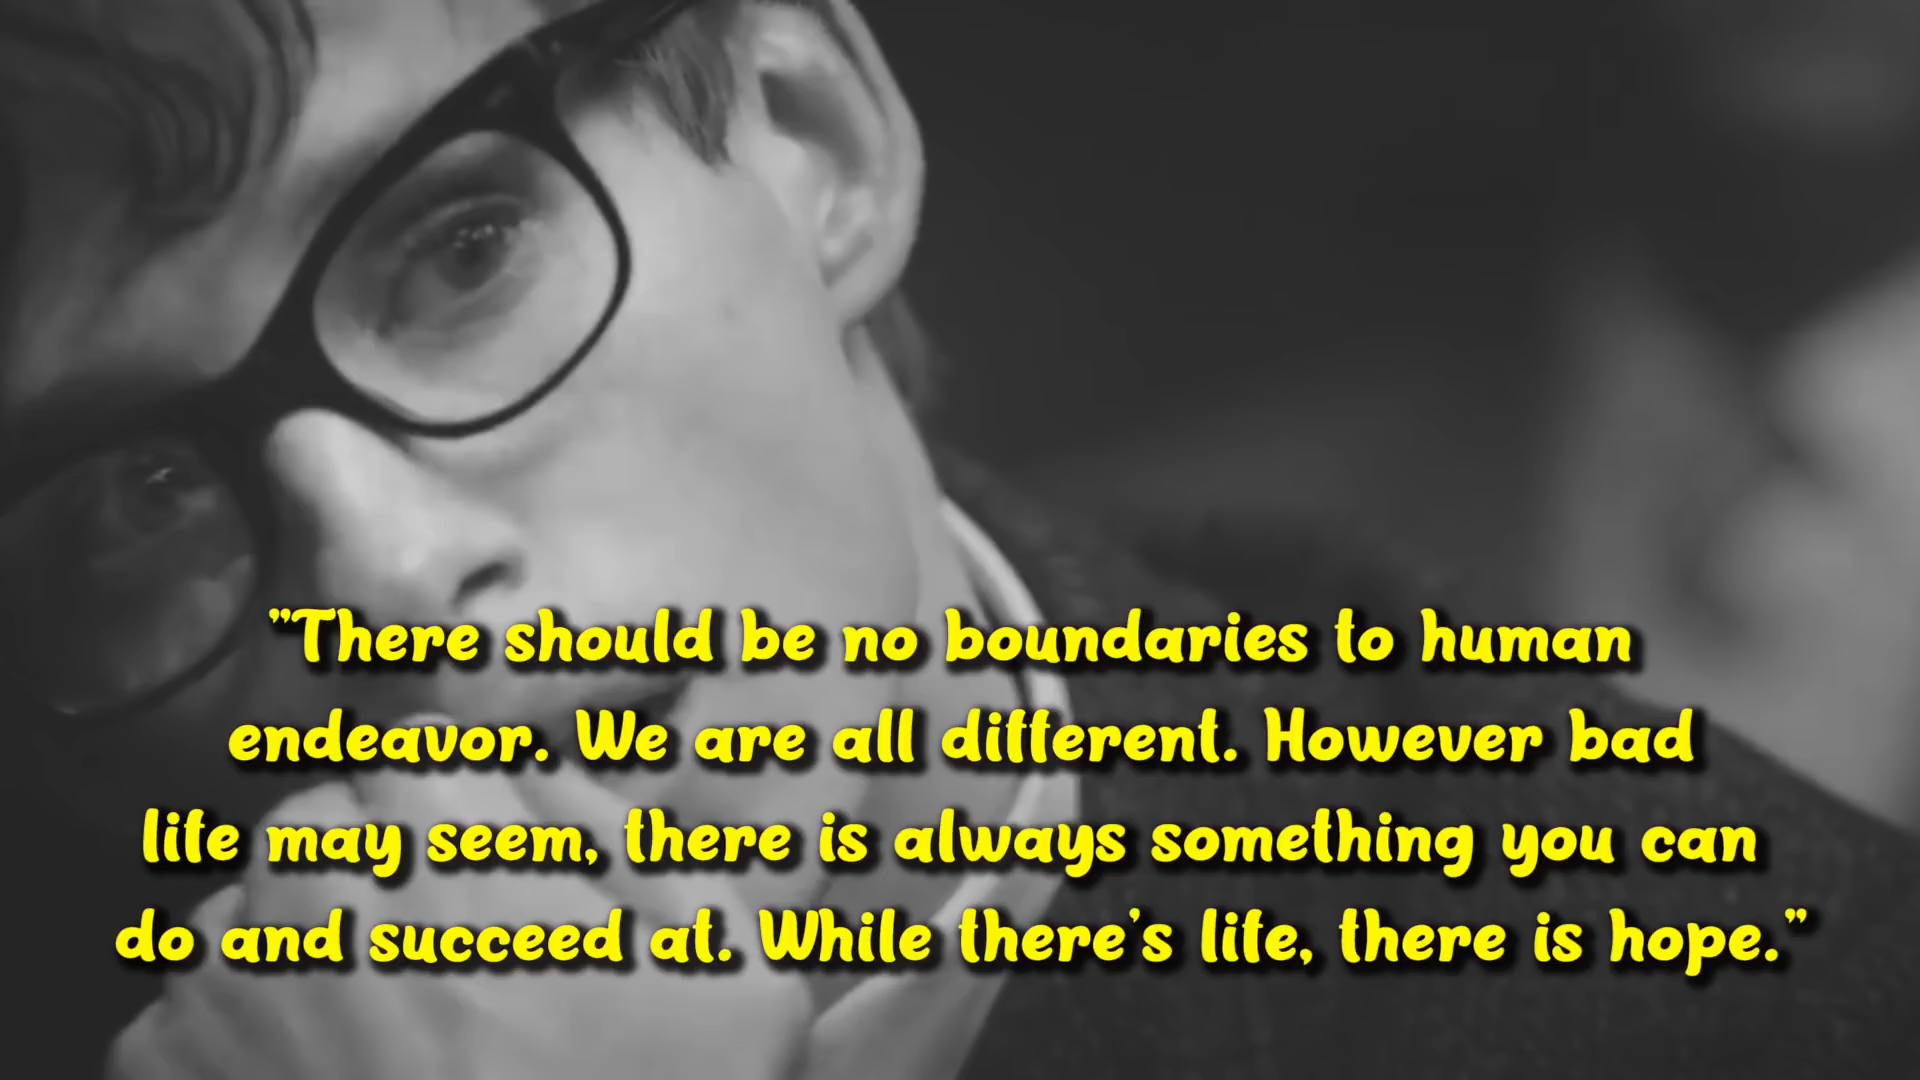 "There should be no boundaries to human
endeavor. We are all different. However bad
life may seem, there is always something you can
do and succeed at. While there's life, there is hope."